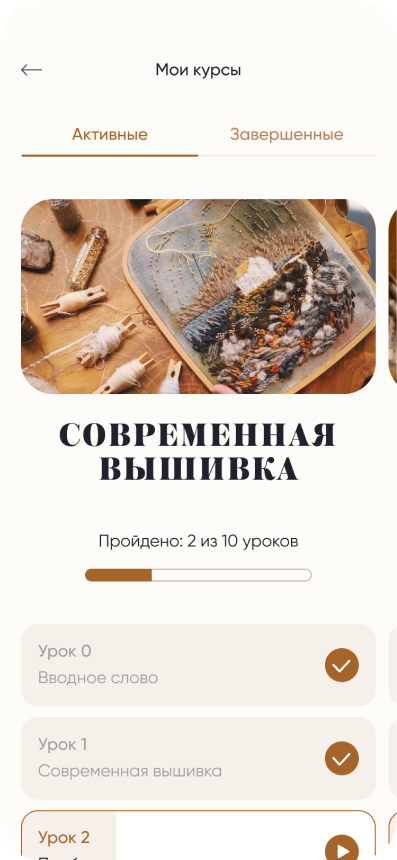 Мои курсы
Активные
Завершенные
СОВРЕМЕННАЯ
ВЫШИВКА
Пройдено: 2 из 10 уроков
Урок 0
Вводное слово
Урок 1
Современная вышивка
Урок 2